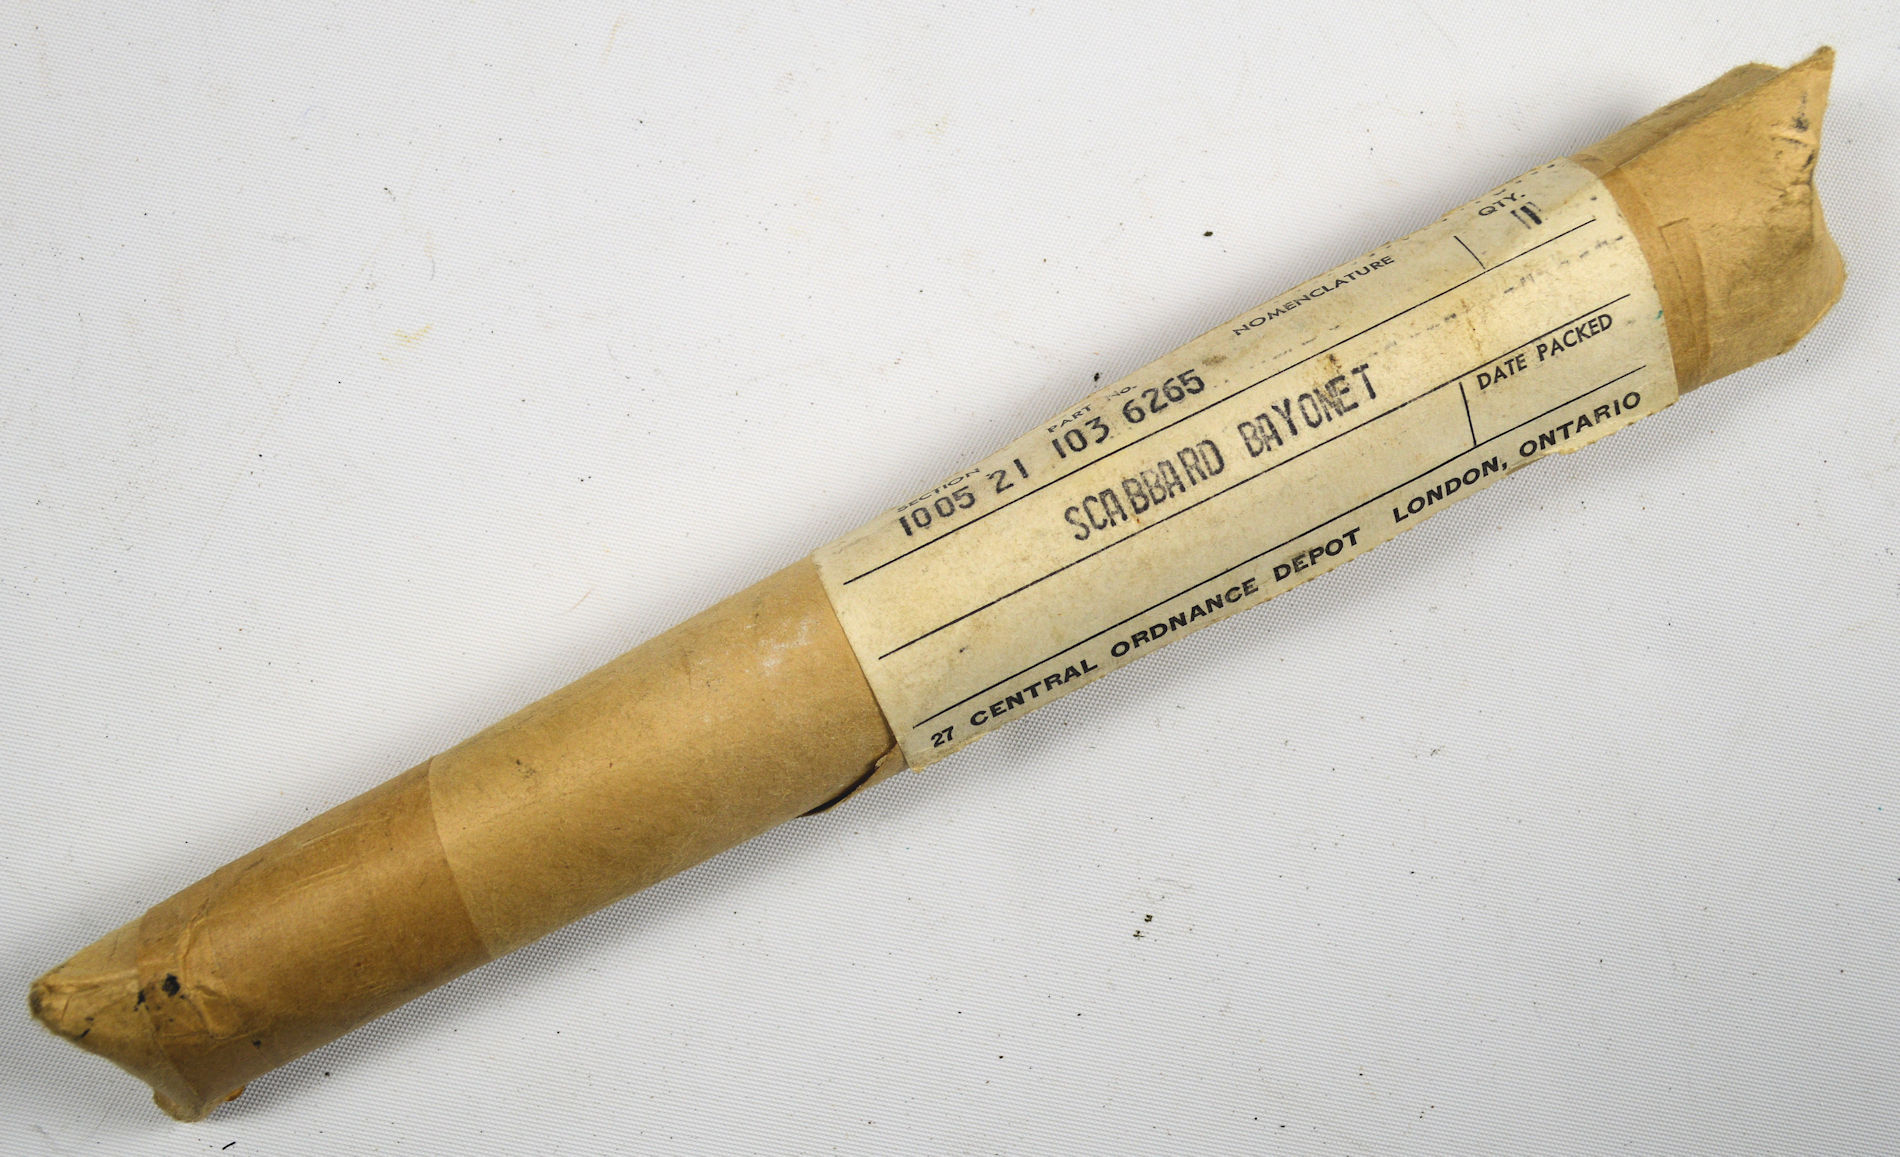 SECTION PART NO. NOMENCLATURE QTY.
1005 21 103 6265
SCABBARD BAYONET
DATE PACKED
27 CENTRAL ORDNANCE DEPOT LONDON, ONTARIO